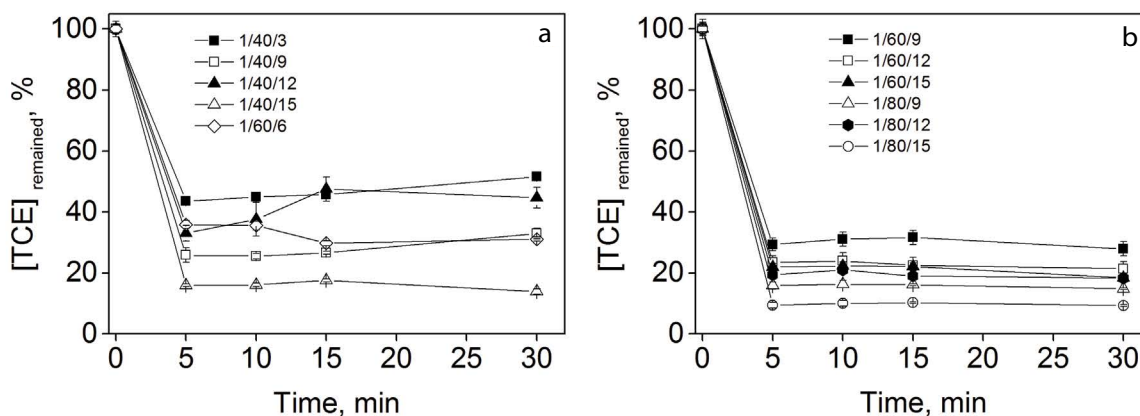 a
[TCE] remained, %
100
80
60
40
20
0
1/40/3
1/40/9
1/40/12
1/40/15
1/60/6
0 5 10 15 20 25 30
Time, min
b
[TCE] remained, %
100
80
60
40
20
0
1/60/9
1/60/12
1/60/15
1/80/9
1/80/12
1/80/15
0 5 10 15 20 25 30
Time, min